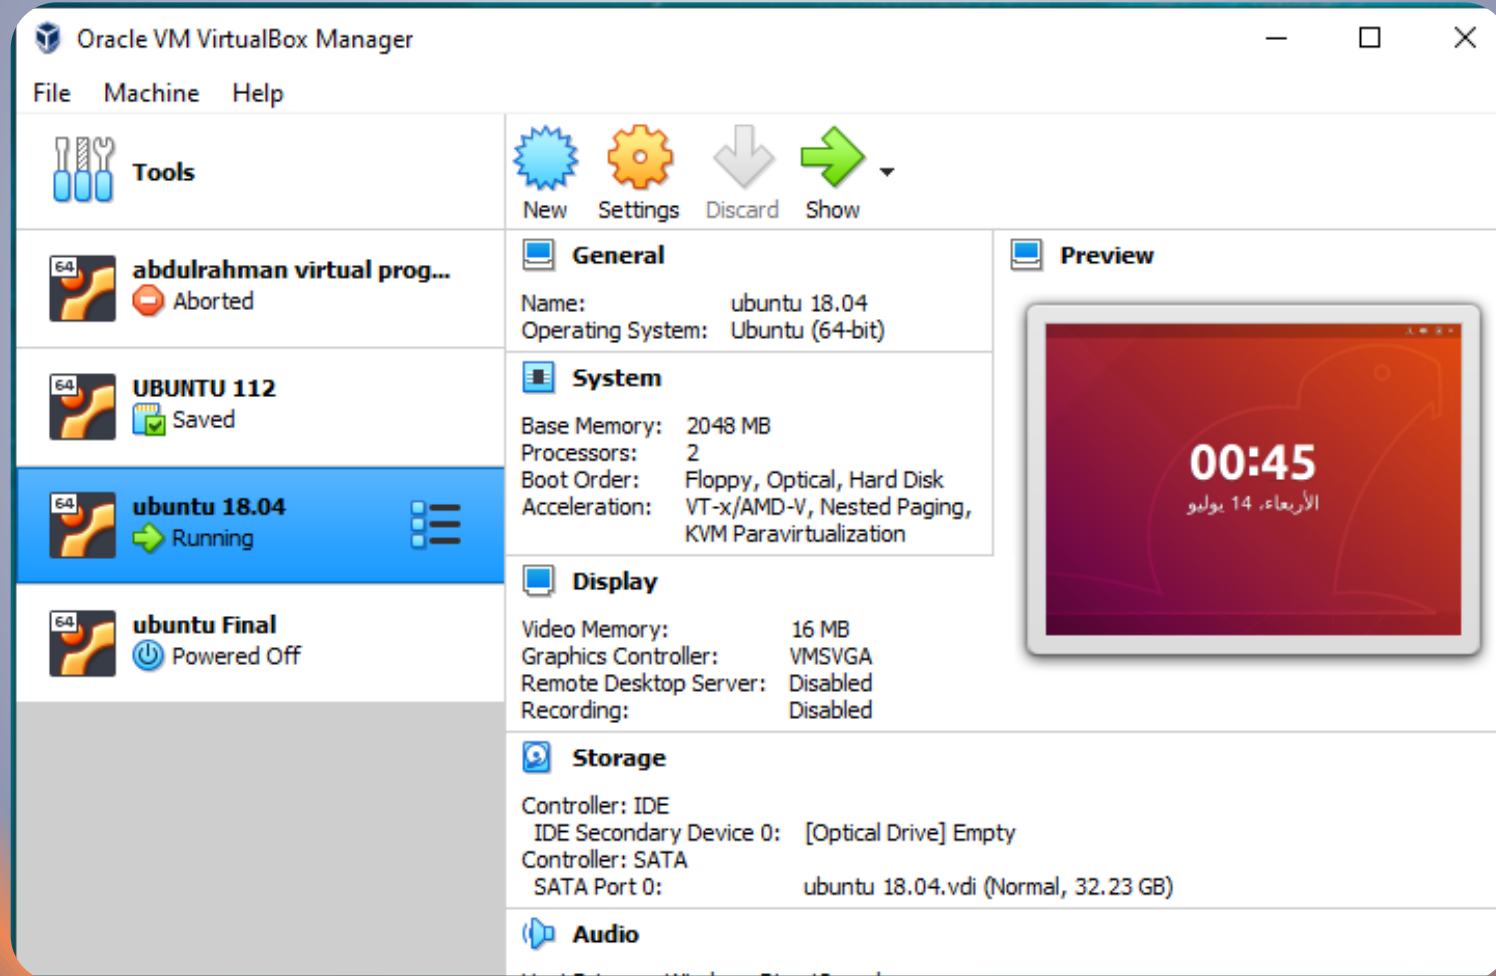 Oracle VM VirtualBox Manager
File Machine Help
Tools
New Settings Discard Show
64
abdulrahman virtual prog...
Aborted
64
UBUNTU 112
Saved
64
ubuntu 18.04
Running
64
ubuntu Final
Powered Off
General
Name: ubuntu 18.04
Operating System: Ubuntu (64-bit)
System
Base Memory: 2048 MB
Processors: 2
Boot Order: Floppy, Optical, Hard Disk
Acceleration: VT-x/AMD-V, Nested Paging,
KVM Paravirtualization
Preview
00:45
الأربعاء، 14 يوليو
Display
Video Memory: 16 MB
Graphics Controller: VMSVGA
Remote Desktop Server: Disabled
Recording: Disabled
Storage
Controller: IDE
IDE Secondary Device 0: [Optical Drive] Empty
Controller: SATA
SATA Port 0: ubuntu 18.04.vdi (Normal, 32.23 GB)
Audio